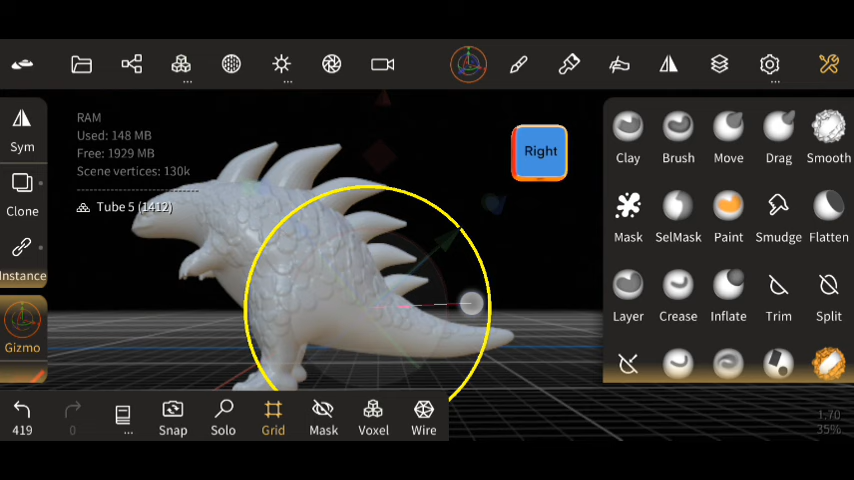 RAM
Used: 148 MB
Free: 1929 MB
Scene vertices: 130k
Tube 5 (1412)
Right
Sym
Clone
Instance
Gizmo
Clay
Brush
Move
Drag
Smooth
Mask
SelMask
Paint
Smudge
Flatten
Layer
Crease
Inflate
Trim
Split
419
0
Snap
Solo
Grid
Mask
Voxel
Wire
1.70
35%